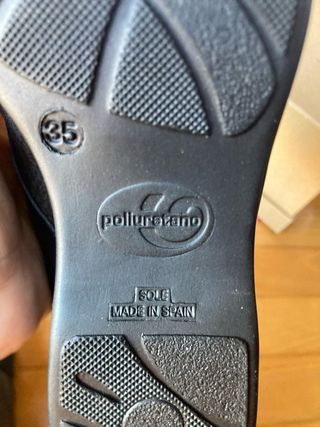 35
poliuretano
SOLE
MADE IN SPAIN